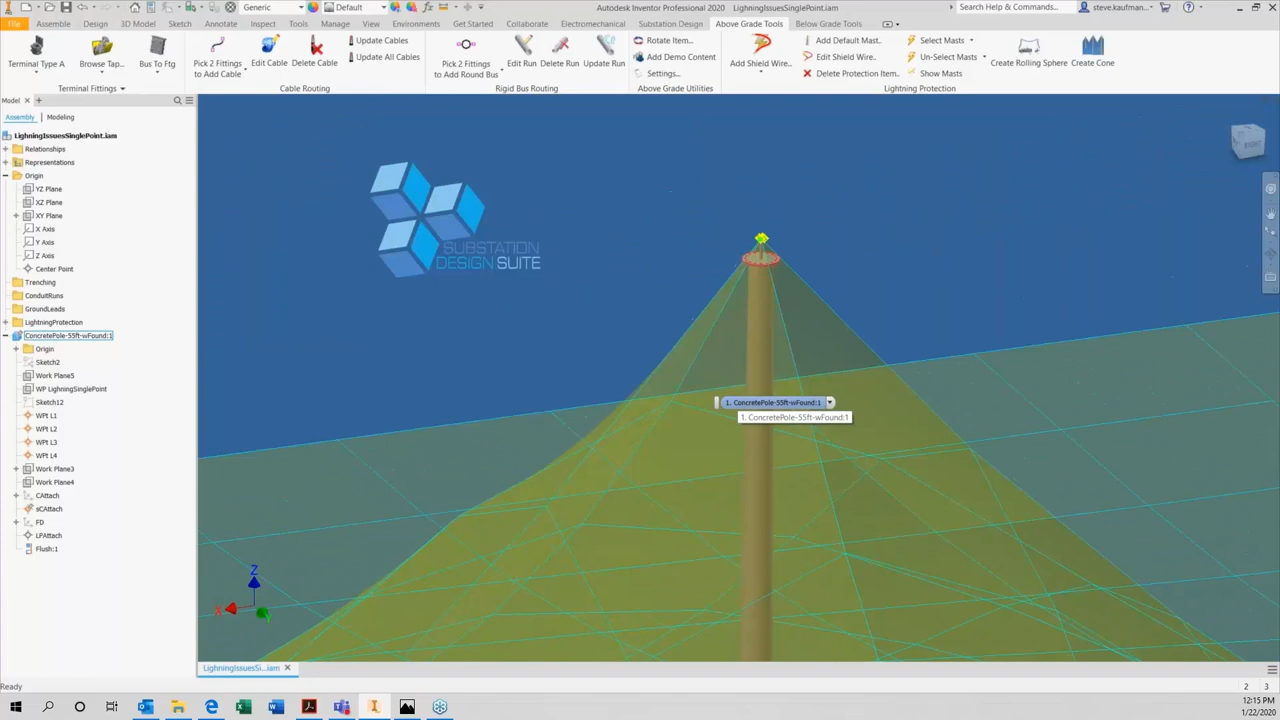 Generic
Default
Autodesk Inventor Professional 2020
LighningIssuesSinglePoint.iam
Search Help & Commands...
steve.kaufman...
File
Assemble
Design
3D Model
Sketch
Annotate
Inspect
Tools
Manage
View
Environments
Get Started
Collaborate
Electromechanical
Substation Design
Above Grade Tools
Below Grade Tools
Terminal Type A
Browse Tap...
Bus To Ftg
Terminal Fittings
Pick 2 Fittings
to Add Cable
Edit Cable
Delete Cable
Update Cables
Update All Cables
Cable Routing
Pick 2 Fittings
to Add Round Bus
Edit Run
Delete Run
Update Run
Rigid Bus Routing
Rotate Item...
Add Demo Content
Settings...
Above Grade Utilities
Add Shield Wire..
Add Default Mast..
Edit Shield Wire..
Delete Protection Item..
Select Masts
Un-Select Masts
Show Masts
Create Rolling Sphere
Create Cone
Lightning Protection
Model
Assembly
Modeling
LighningIssuesSinglePoint.iam
Relationships
Representations
Origin
YZ Plane
XZ Plane
XY Plane
X Axis
Y Axis
Z Axis
Center Point
Trenching
ConduitRuns
GroundLeads
LightningProtection
ConcretePole-55ft-wFound:1
Origin
Sketch2
Work Plane5
WP LighningSinglePoint
Sketch12
WPt L1
WPt L2
WPt L3
WPt L4
Work Plane3
Work Plane4
CAttach
sCAttach
FD
LPAttach
Flush:1
SUBSTATION
DESIGN SUITE
1. ConcretePole-55ft-wFound:1
1. ConcretePole-55ft-wFound:1
Z
X
LighningIssuesSi...iam
Ready
2
3
12:15 PM
1/22/2020